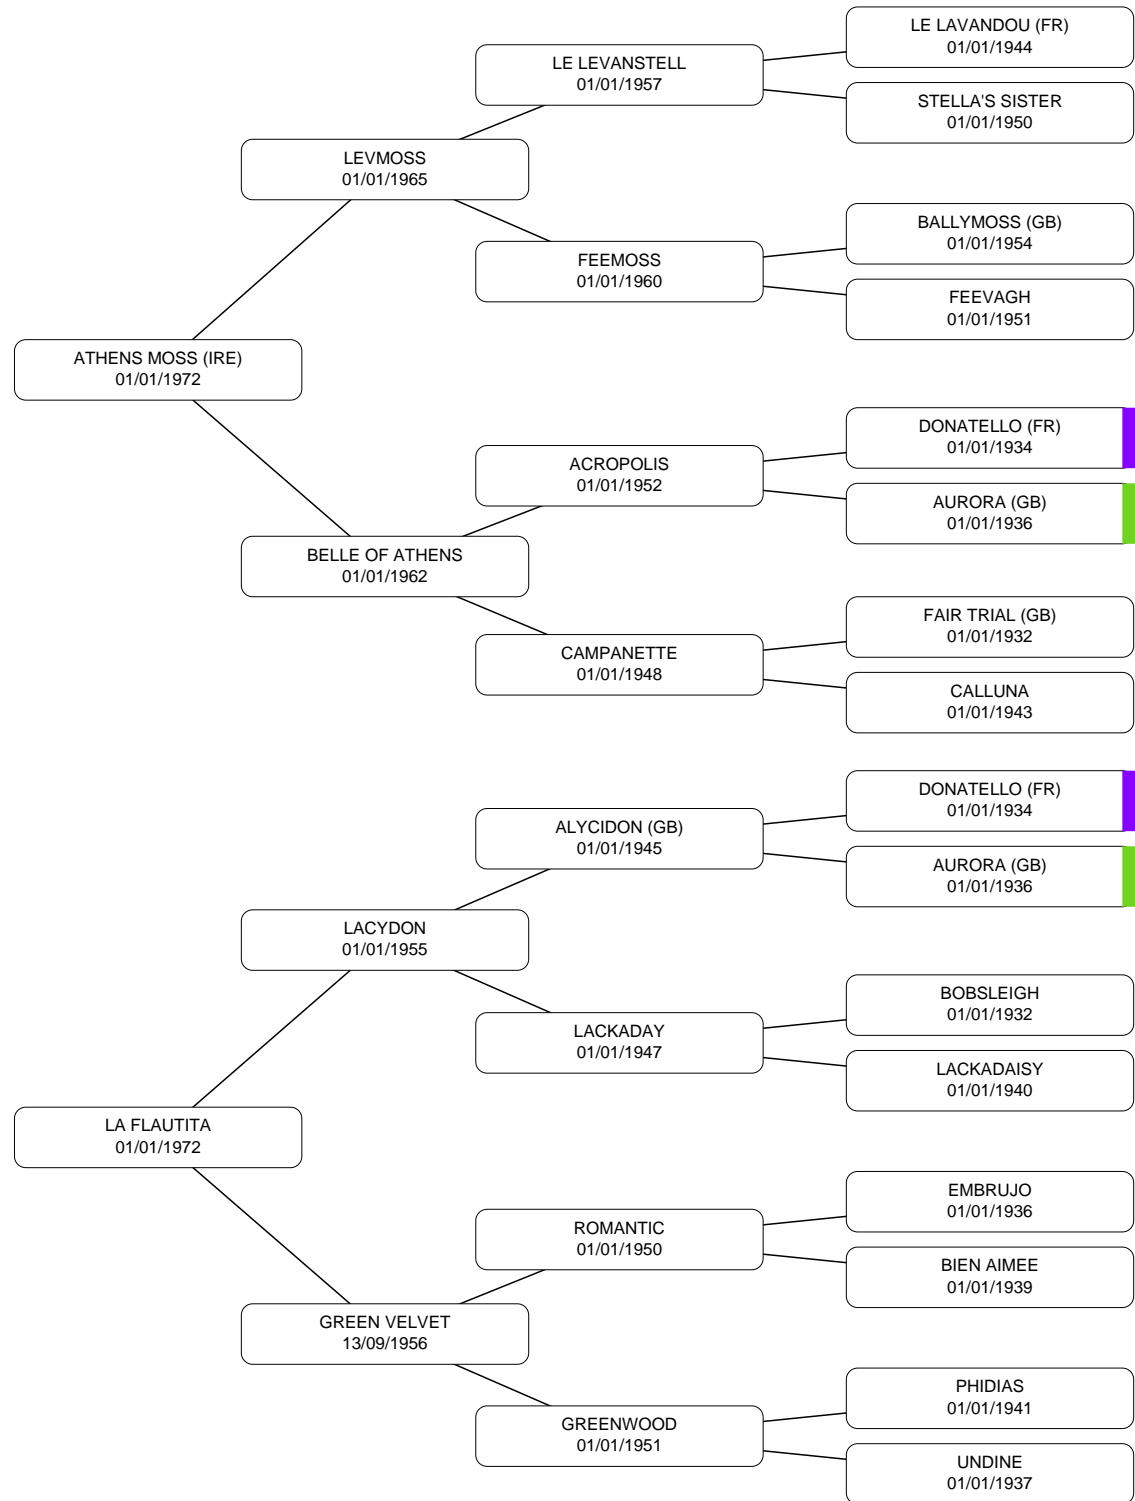 LE LAVANDOU (FR)
01/01/1944
LE LEVANSTELL
01/01/1957
STELLA'S SISTER
01/01/1950
LEVMOSS
01/01/1965
BALLYMOSS (GB)
01/01/1954
FEEMOSS
01/01/1960
FEEVAGH
01/01/1951
ATHENS MOSS (IRE)
01/01/1972
DONATELLO (FR)
01/01/1934
ACROPOLIS
01/01/1952
AURORA (GB)
01/01/1936
BELLE OF ATHENS
01/01/1962
FAIR TRIAL (GB)
01/01/1932
CAMPANETTE
01/01/1948
CALLUNA
01/01/1943
DONATELLO (FR)
01/01/1934
ALYCIDON (GB)
01/01/1945
AURORA (GB)
01/01/1936
LACYDON
01/01/1955
BOBSLEIGH
01/01/1932
LACKADAY
01/01/1947
LACKADAISY
01/01/1940
LA FLAUTITA
01/01/1972
EMBRUJO
01/01/1936
ROMANTIC
01/01/1950
BIEN AIMEE
01/01/1939
GREEN VELVET
13/09/1956
PHIDIAS
01/01/1941
GREENWOOD
01/01/1951
UNDINE
01/01/1937